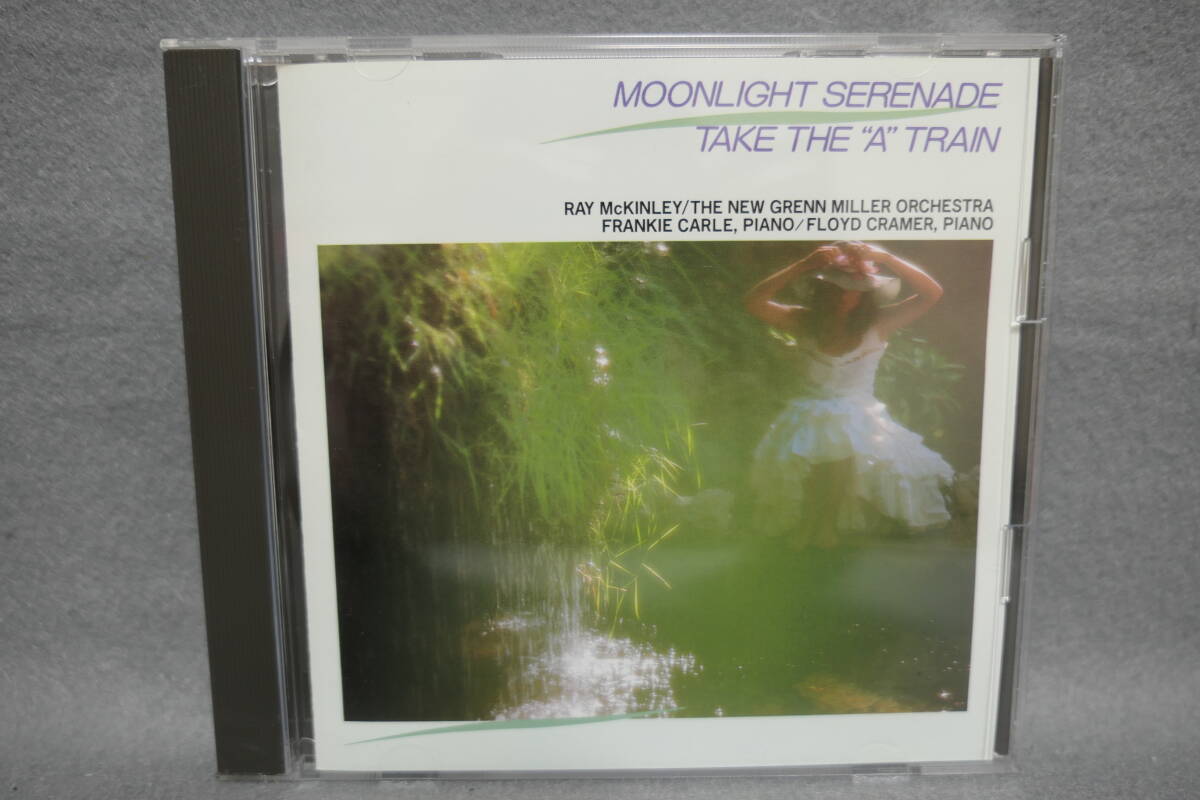 MOONLIGHT SERENADE
TAKE THE “A” TRAIN
RAY McKINLEY/THE NEW GRENN MILLER ORCHESTRA
FRANKIE CARLE, PIANO/FLOYD CRAMER, PIANO